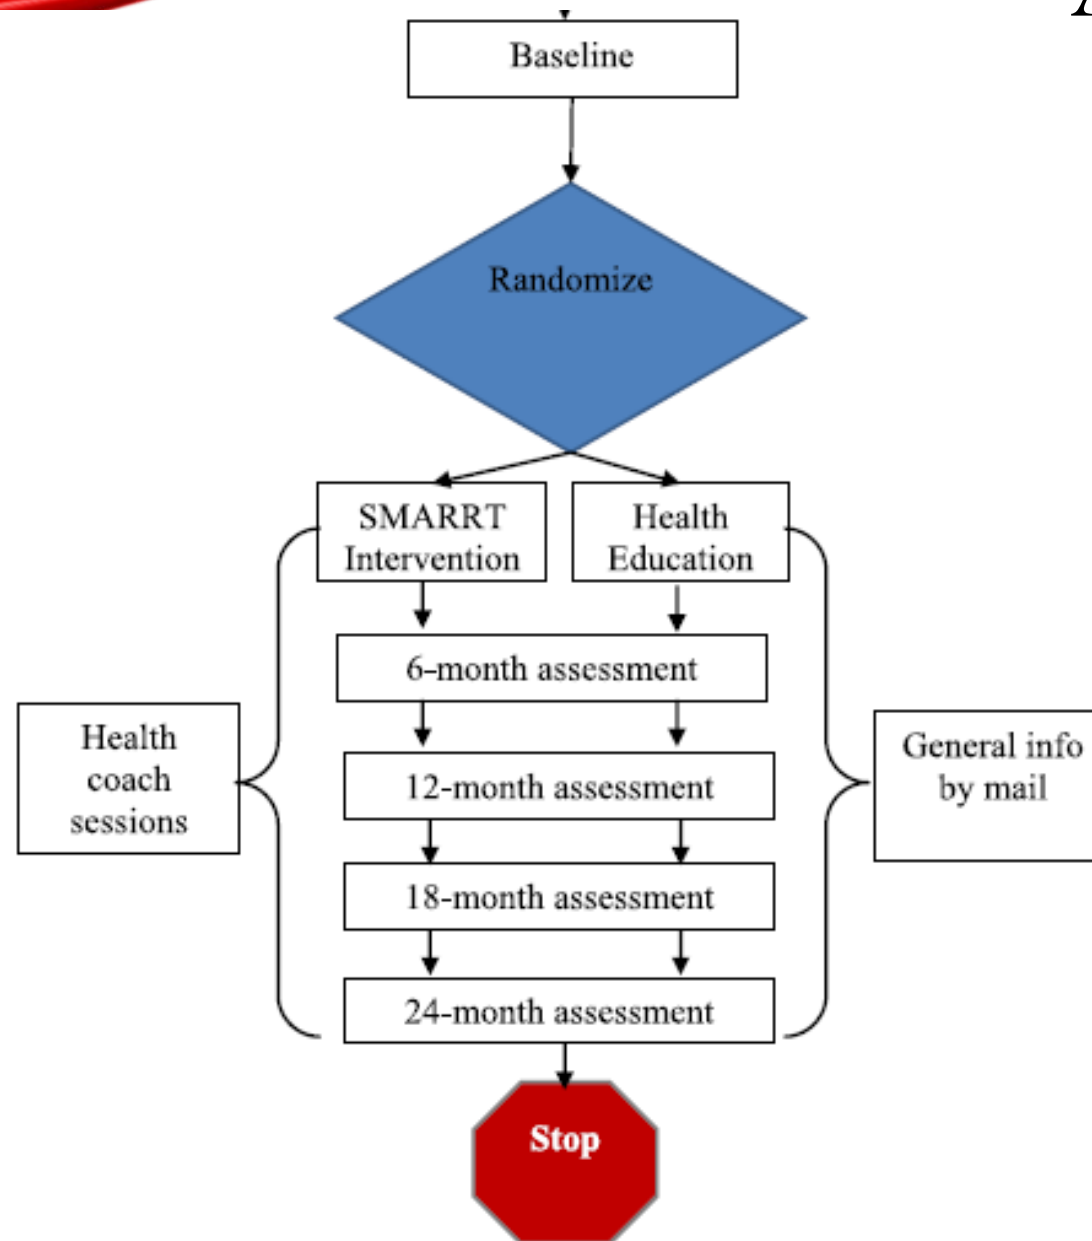 Baseline
Randomize
SMARRT
Intervention
Health
Education
6-month assessment
Health
coach
sessions
General info
by mail
12-month assessment
18-month assessment
24-month assessment
Stop